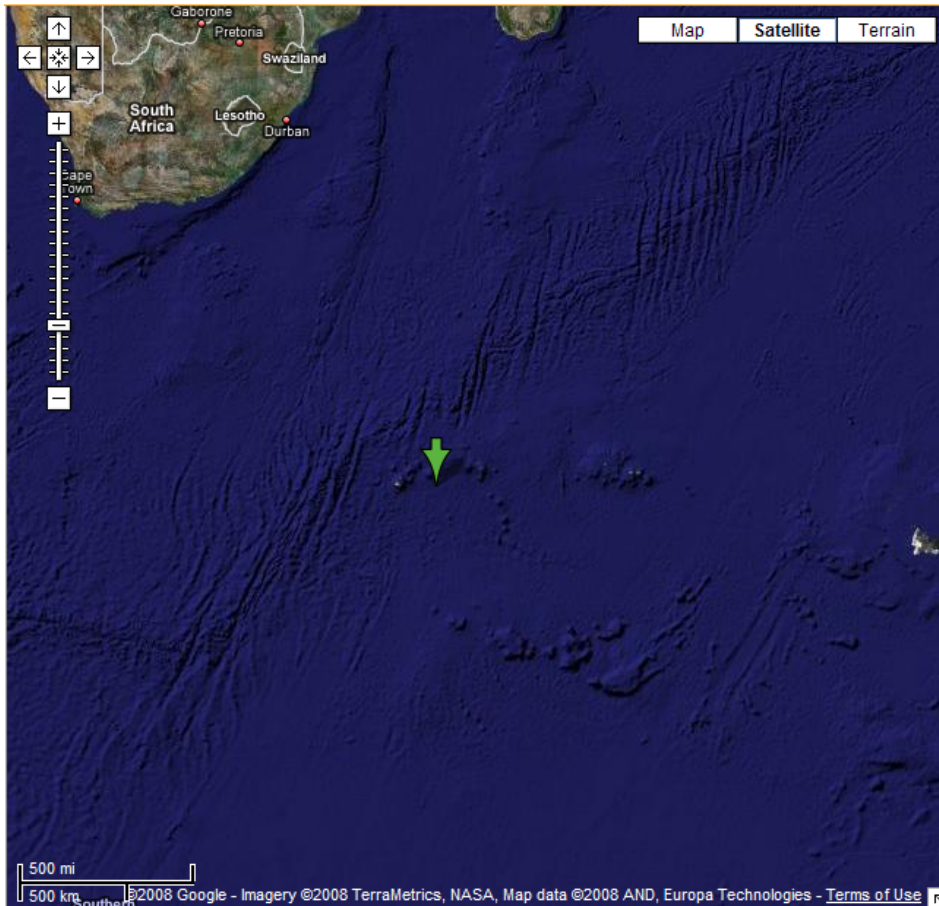 Gaborone
Pretoria
Map Satellite Terrain
Swaziland
South
Africa
Lesotho
Durban
Cape
Town
500 mi
500 km
Southern
©2008 Google - Imagery ©2008 TerraMetrics, NASA, Map data ©2008 AND, Europa Technologies - Terms of Use